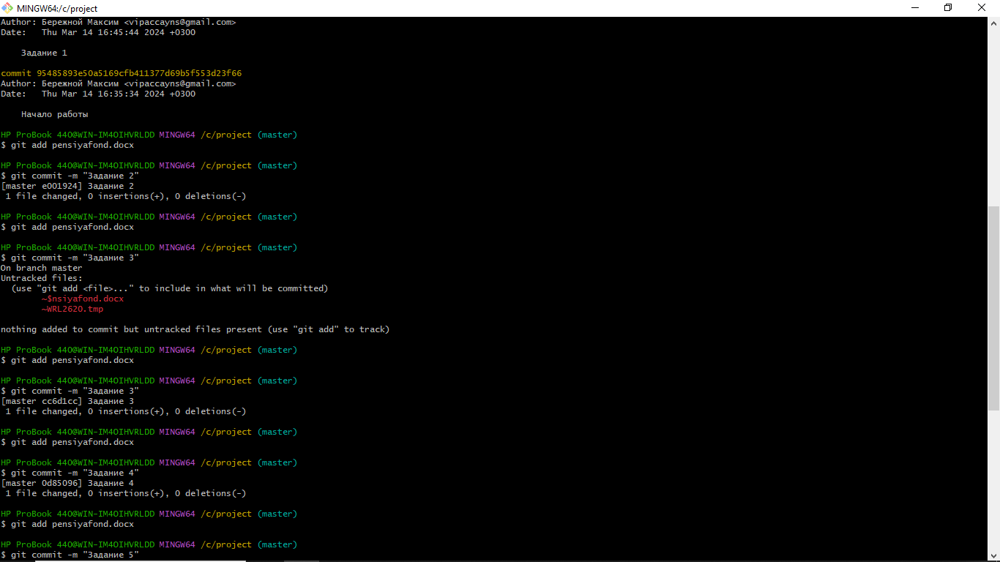 MINGW64:/c/project
Author: Бережной Максим <vipaccayns@gmail.com>
Date:   Thu Mar 14 16:45:44 2024 +0300
    Задание 1
commit 95485893e50a5169cfb411377d69b5f553d23f66
Author: Бережной Максим <vipaccayns@gmail.com>
Date:   Thu Mar 14 16:35:34 2024 +0300
    Начало работы
HP ProBook 440@WIN-IM4OIHVRLDD MINGW64 /c/project (master)
$ git add pensiyafond.docx
HP ProBook 440@WIN-IM4OIHVRLDD MINGW64 /c/project (master)
$ git commit -m "Задание 2"
[master e001924] Задание 2
 1 file changed, 0 insertions(+), 0 deletions(-)
HP ProBook 440@WIN-IM4OIHVRLDD MINGW64 /c/project (master)
$ git add pensiyafond.docx
HP ProBook 440@WIN-IM4OIHVRLDD MINGW64 /c/project (master)
$ git commit -m "Задание 3"
On branch master
Untracked files:
  (use "git add <file>..." to include in what will be committed)
        ~$nsiyafond.docx
        ~WRL2620.tmp
nothing added to commit but untracked files present (use "git add" to track)
HP ProBook 440@WIN-IM4OIHVRLDD MINGW64 /c/project (master)
$ git add pensiyafond.docx
HP ProBook 440@WIN-IM4OIHVRLDD MINGW64 /c/project (master)
$ git commit -m "Задание 3"
[master cc6d1cc] Задание 3
 1 file changed, 0 insertions(+), 0 deletions(-)
HP ProBook 440@WIN-IM4OIHVRLDD MINGW64 /c/project (master)
$ git add pensiyafond.docx
HP ProBook 440@WIN-IM4OIHVRLDD MINGW64 /c/project (master)
$ git commit -m "Задание 4"
[master 0d85096] Задание 4
 1 file changed, 0 insertions(+), 0 deletions(-)
HP ProBook 440@WIN-IM4OIHVRLDD MINGW64 /c/project (master)
$ git add pensiyafond.docx
HP ProBook 440@WIN-IM4OIHVRLDD MINGW64 /c/project (master)
$ git commit -m "Задание 5"